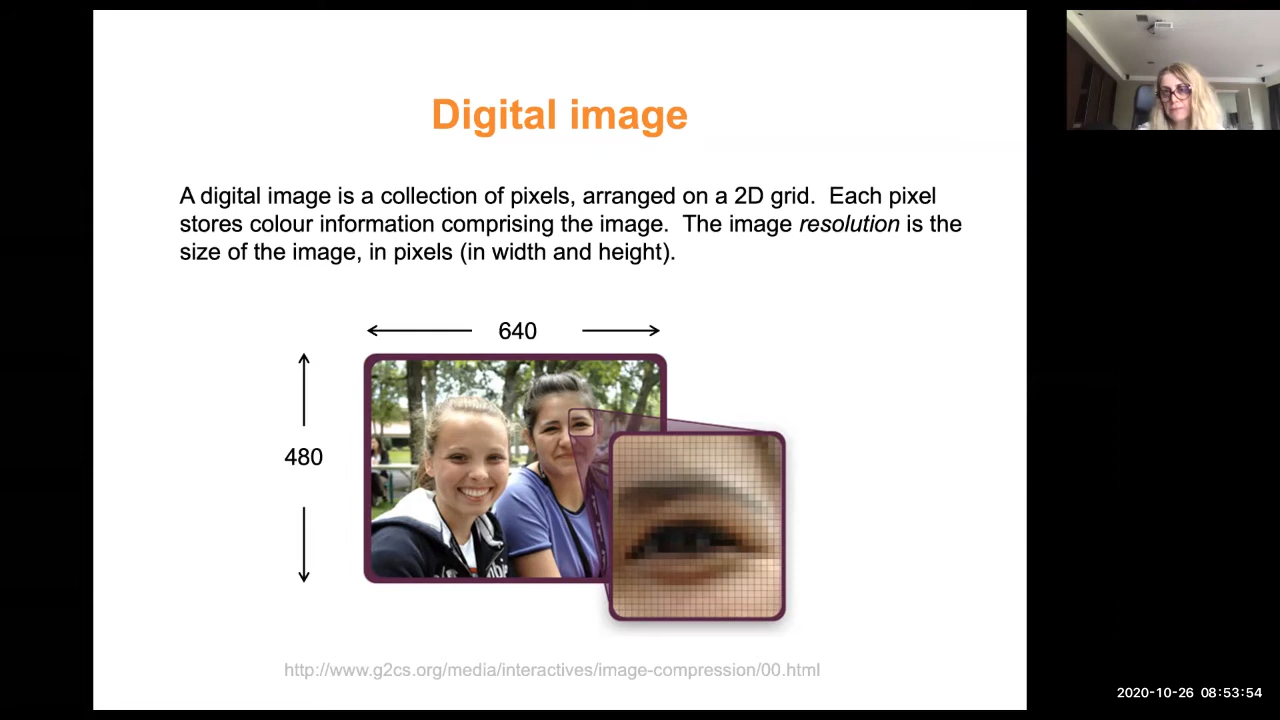 Digital image
A digital image is a collection of pixels, arranged on a 2D grid.  Each pixel
stores colour information comprising the image.  The image resolution is the
size of the image, in pixels (in width and height).
640
480
http://www.g2cs.org/media/interactives/image-compression/00.html
2020-10-26 08:53:54